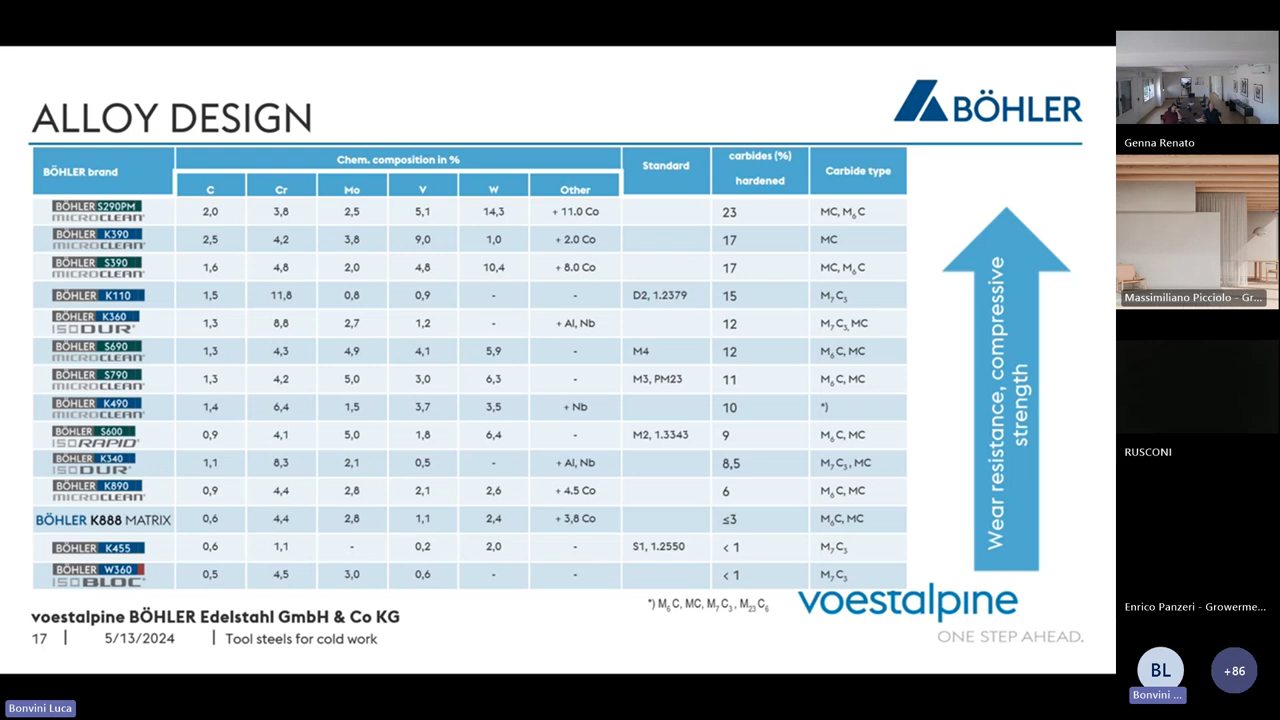 ALLOY DESIGN
BÖHLER
BÖHLER brand Chem. composition in % Standard carbides (%) hardened Carbide type
C Cr Mo V W Other
BÖHLER S290PM MICROCLEAN® 2,0 3,8 2,5 5,1 14,3 + 11.0 Co 23 MC, M6C
BÖHLER K390 MICROCLEAN® 2,5 4,2 3,8 9,0 1,0 + 2.0 Co 17 MC
BÖHLER S390 MICROCLEAN® 1,6 4,8 2,0 4,8 10,4 + 8.0 Co 17 MC, M6C
BÖHLER K110 1,5 11,8 0,8 0,9 - - D2, 1.2379 15 M7C3
BÖHLER K360 ISODUR® 1,3 8,8 2,7 1,2 - + Al, Nb 12 M7C3, MC
BÖHLER S690 MICROCLEAN® 1,3 4,3 4,9 4,1 5,9 - M4 12 M6C, MC
BÖHLER S790 MICROCLEAN® 1,3 4,2 5,0 3,0 6,3 - M3, PM23 11 M6C, MC
BÖHLER K490 MICROCLEAN® 1,4 6,4 1,5 3,7 3,5 + Nb 10 *)
BÖHLER S600 ISORAPID® 0,9 4,1 5,0 1,8 6,4 - M2, 1.3343 9 M6C, MC
BÖHLER K340 ISODUR® 1,1 8,3 2,1 0,5 - + Al, Nb 8,5 M7C3, MC
BÖHLER K890 MICROCLEAN® 0,9 4,4 2,8 2,1 2,6 + 4.5 Co 6 M6C, MC
BÖHLER K888 MATRIX 0,6 4,4 2,8 1,1 2,4 + 3,8 Co ≤3 M6C, MC
BÖHLER K455 0,6 1,1 - 0,2 2,0 - S1, 1.2550 < 1 M7C3
BÖHLER W360 ISOBLOC® 0,5 4,5 3,0 0,6 - - < 1 M7C3
*) M6C, MC, M7C3, M23C6
Wear resistance, compressive
strength
voestalpine
ONE STEP AHEAD.
voestalpine BÖHLER Edelstahl GmbH & Co KG
17 | 5/13/2024 | Tool steels for cold work
Genna Renato
Massimiliano Picciolo - Gr...
RUSCONI
Enrico Panzeri - Growerme...
BL
+86
Bonvini ...
Bonvini Luca